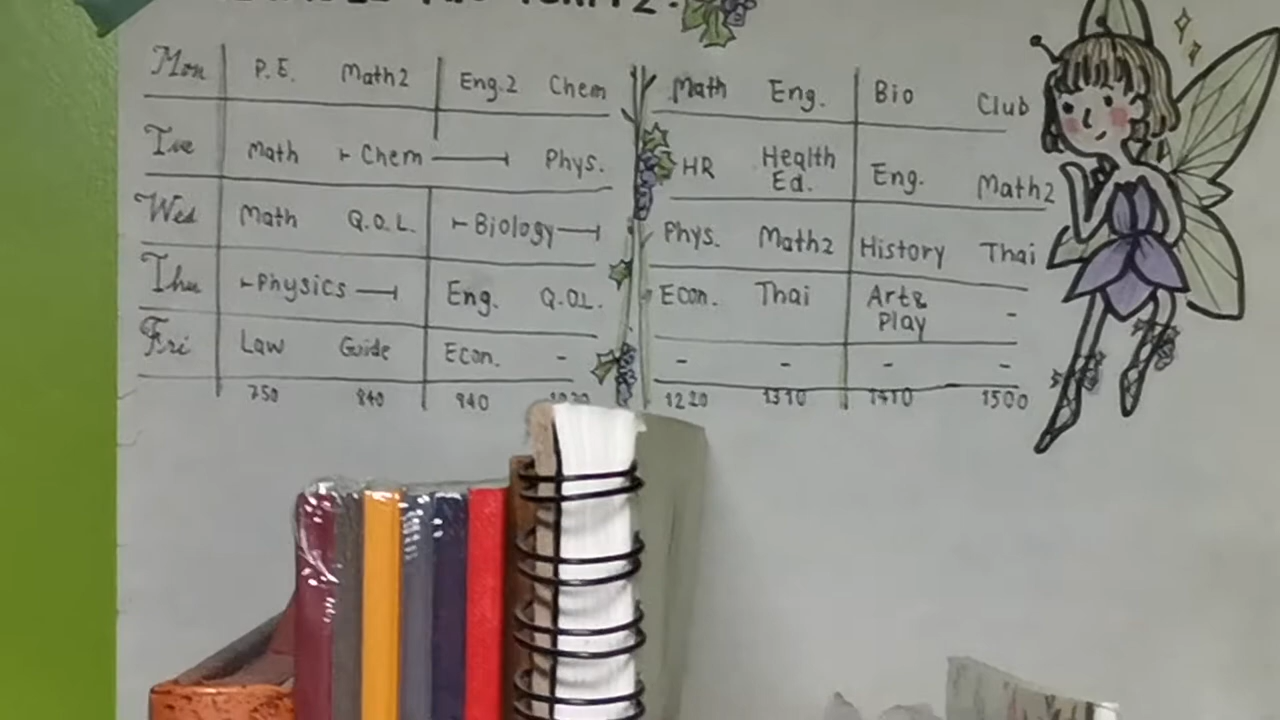 Mon P.E. Math2 Eng.2 Chem Math Eng. Bio Club
Tue Math Chem Phys. HR Health Ed. Eng. Math2
Wed Math Q.O.L. Biology Phys. Math2 History Thai
Thu Physics Eng. Q.O.L. Econ. Thai Art& Play -
Fri Law Guide Econ. - - - - -
750 840 940 1220 1310 1410 1500